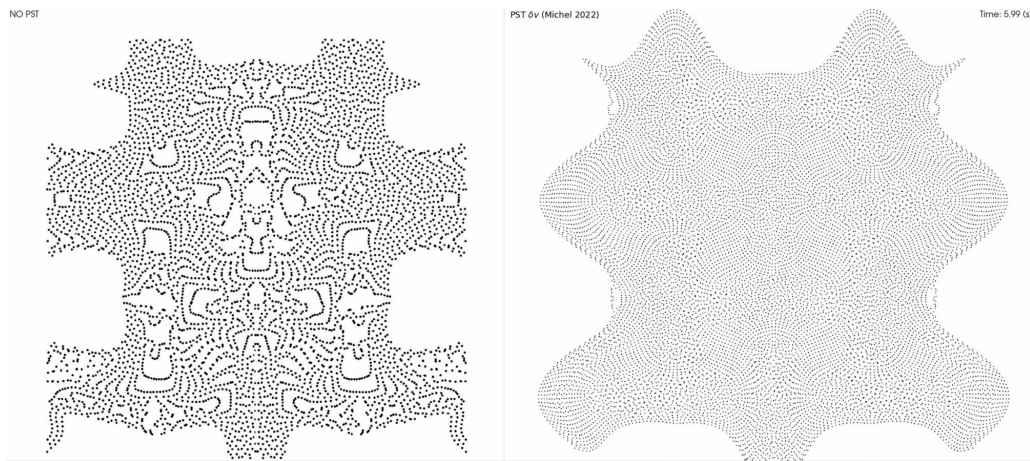 NO PST
PST δv (Michel 2022)
Time: 5.99 (s